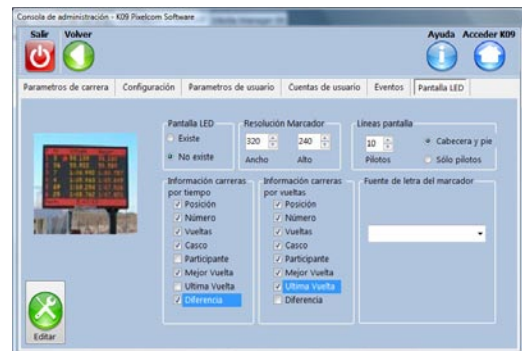 Consola de administración - K09 Pixelcom Software
Salir Volver Ayuda Acceder K09
Parametros de carrera Configuración Parametros de usuario Cuentas de usuario Eventos Pantalla LED
Pantalla LED
Existe
No existe
Resolución Marcador
320 240
Ancho Alto
Líneas pantalla
10
Pilotos
Cabecera y pie
Sólo pilotos
Información carreras
por tiempo
Posición
Número
Vueltas
Casco
Participante
Mejor Vuelta
Ultima Vuelta
Diferencia
Información carreras
por vueltas
Posición
Número
Vueltas
Casco
Participante
Mejor Vuelta
Ultima Vuelta
Diferencia
Fuente de letra del marcador
Editar